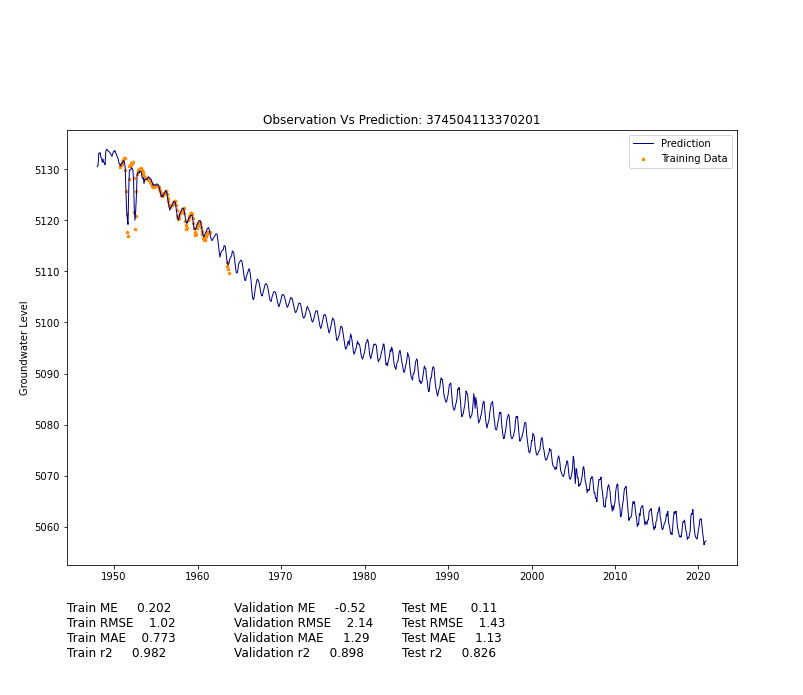 Observation Vs Prediction: 374504113370201
Prediction
Training Data
Groundwater Level
5130
5120
5110
5100
5090
5080
5070
5060
1950 1960 1970 1980 1990 2000 2010 2020
Train ME 0.202 Validation ME -0.52 Test ME 0.11
Train RMSE 1.02 Validation RMSE 2.14 Test RMSE 1.43
Train MAE 0.773 Validation MAE 1.29 Test MAE 1.13
Train r2 0.982 Validation r2 0.898 Test r2 0.826